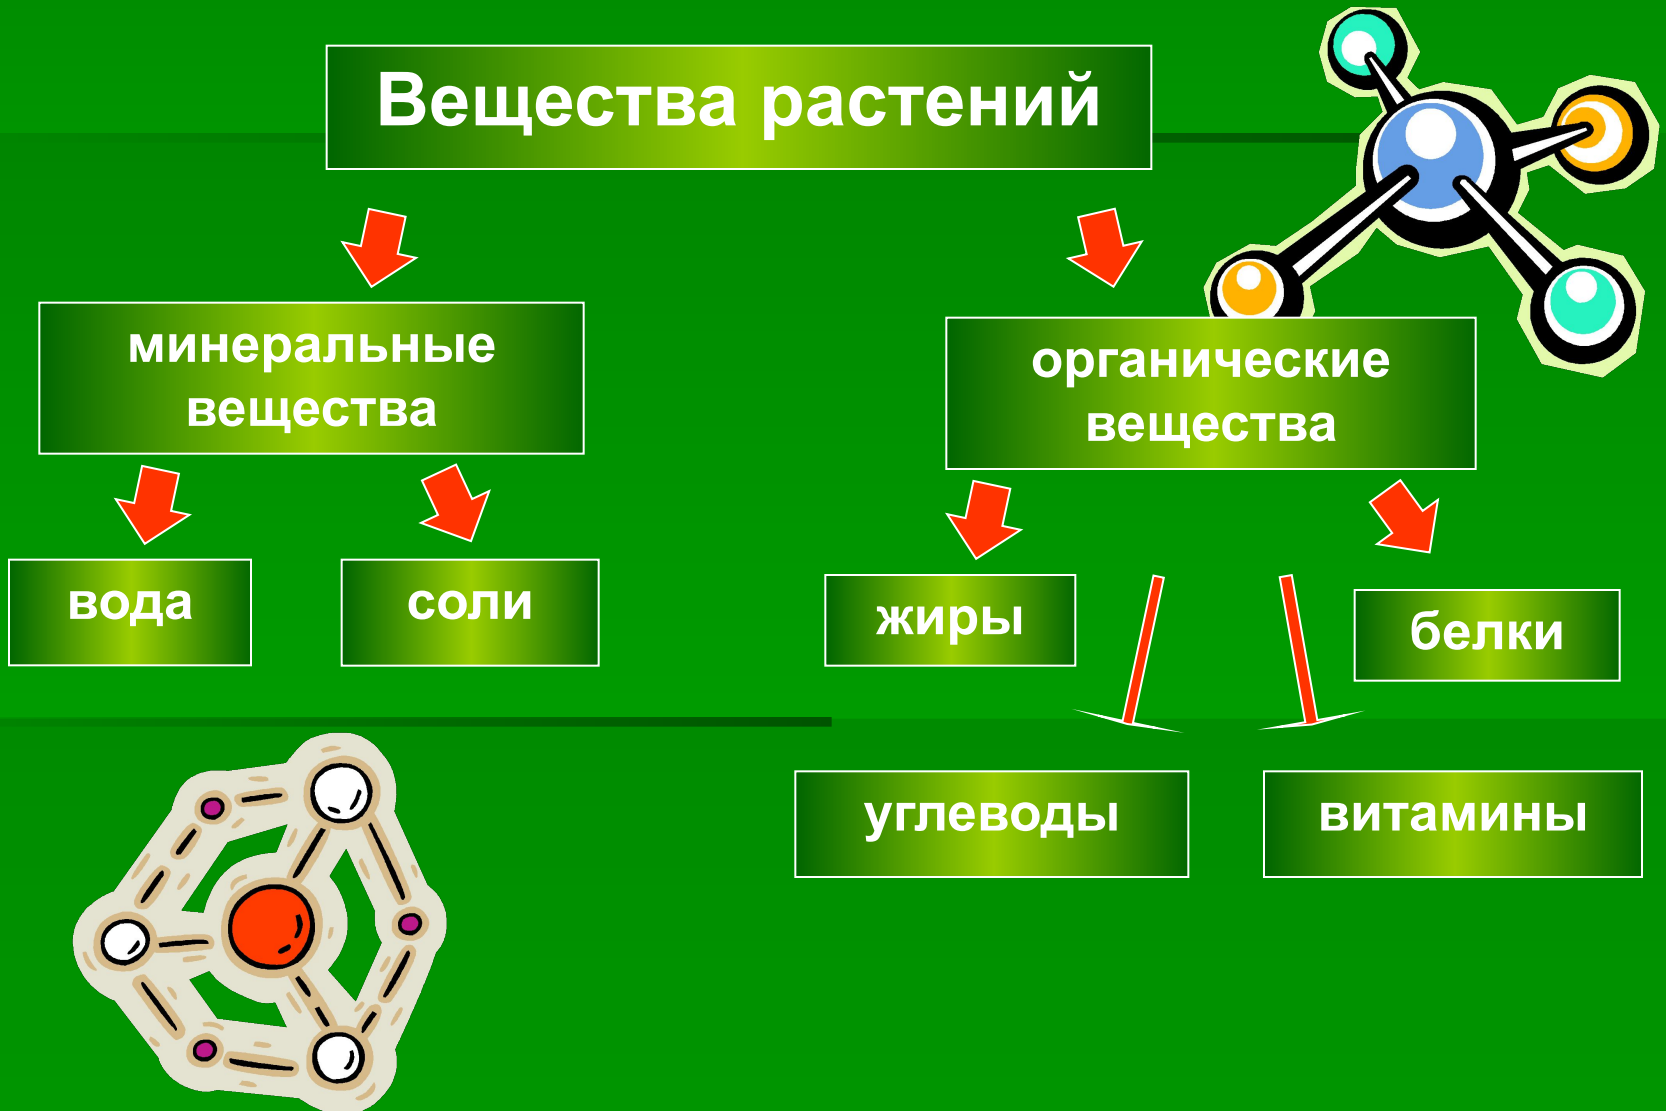 Вещества растений
минеральные
вещества
органические
вещества
вода
соли
жиры
белки
углеводы
витамины